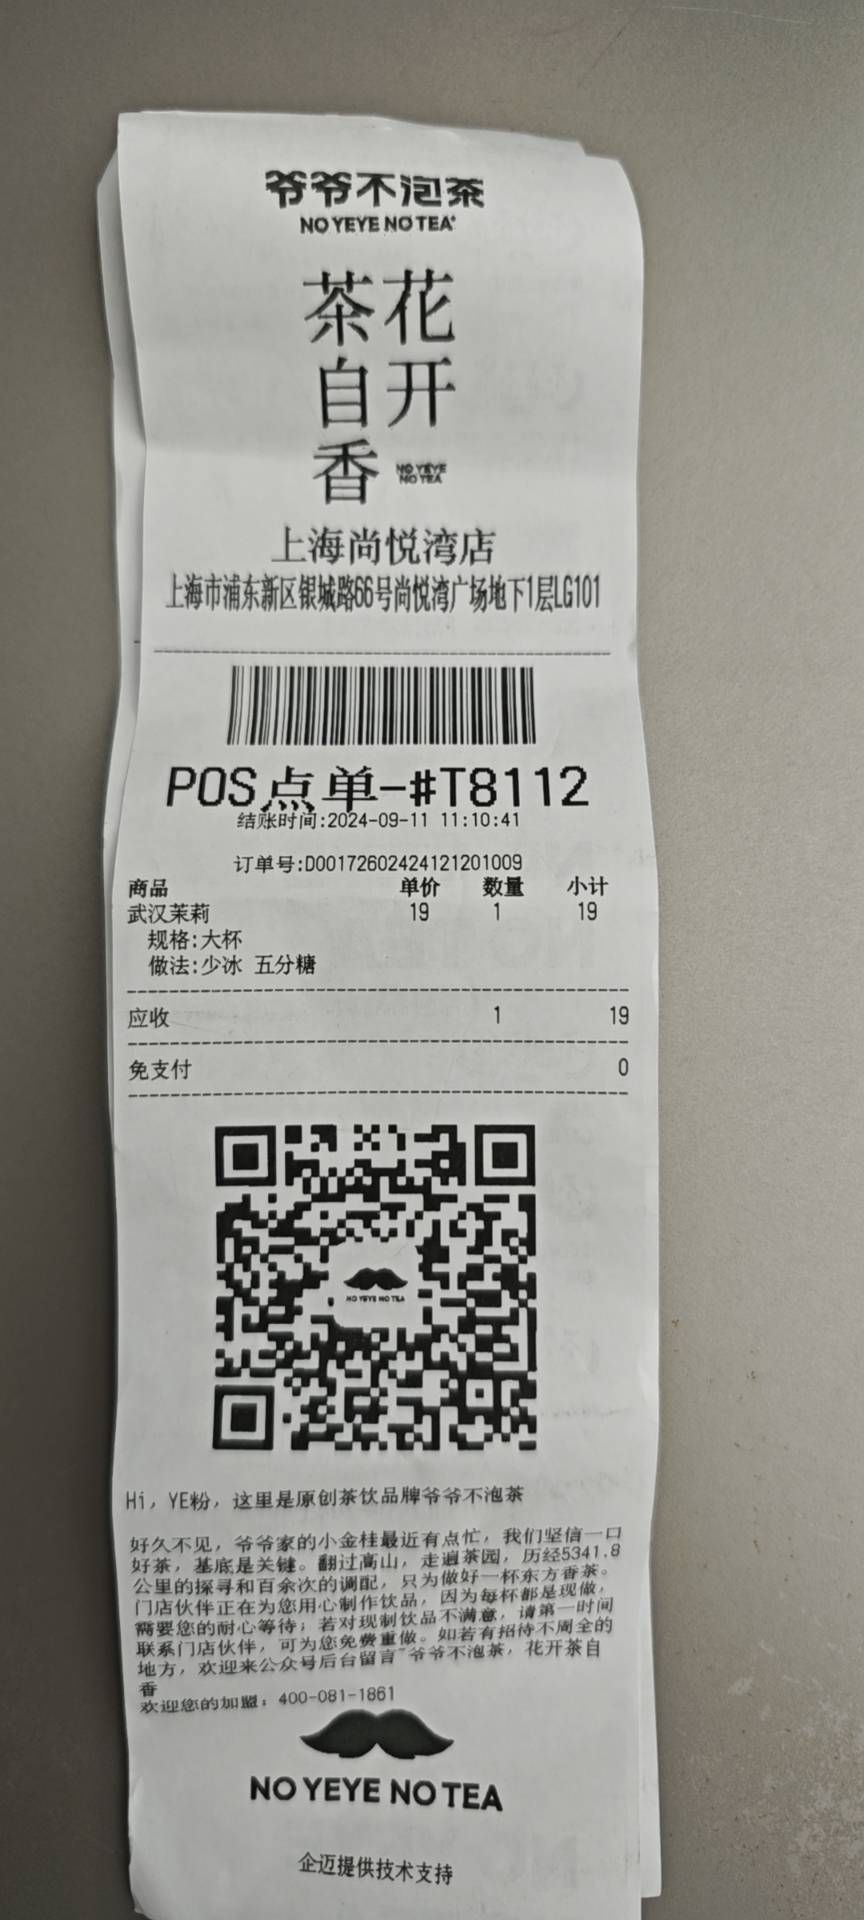 爷爷不泡茶
NO YEYE NO TEA
花开
茶自香
NO YEYE
NO TEA
上海尚悦湾店
上海市浦东新区银城路66号尚悦湾广场地下1层LG101
POS点单-#T8112
结账时间:2024-09-11 11:10:41
订单号:D00172602424121201009
商品 单价 数量 小计
武汉茉莉 19 1 19
规格:大杯
做法:少冰 五分糖
应收 1 19
免支付 0
NO YEYE NO TEA
Hi, YE粉, 这里是原创茶饮品牌爷爷不泡茶
好久不见, 爷爷家的小金桂最近有点忙, 我们坚信一口
好茶, 基底是关键。翻过高山, 走遍茶园, 历经5341.8
公里的探寻和百余次的调配, 只为做好一杯东方香茶。
门店伙伴正在为您用心制作饮品, 因为每杯都是现做,
需要您的耐心等待; 若对现制饮品不满意, 请第一时间
联系门店伙伴, 可为您免费重做。如若有招待不周全的
地方, 欢迎来公众号后台留言~爷爷不泡茶, 花开茶自
香
欢迎您的加盟: 400-081-1861
NO YEYE NO TEA
企迈提供技术支持